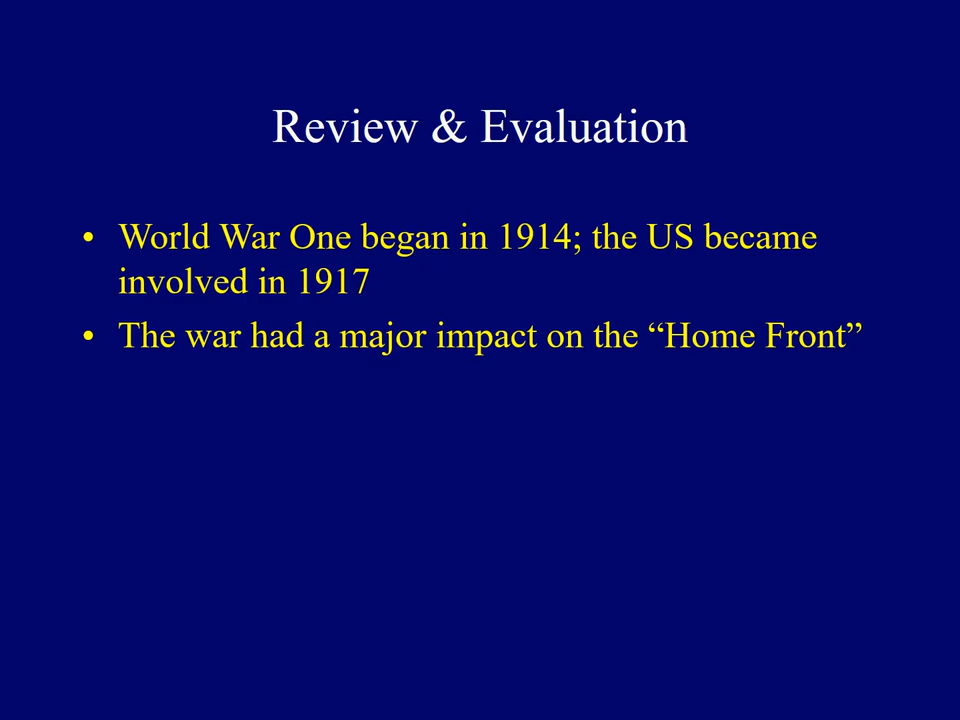 Review & Evaluation
• World War One began in 1914; the US became
involved in 1917
• The war had a major impact on the “Home Front”